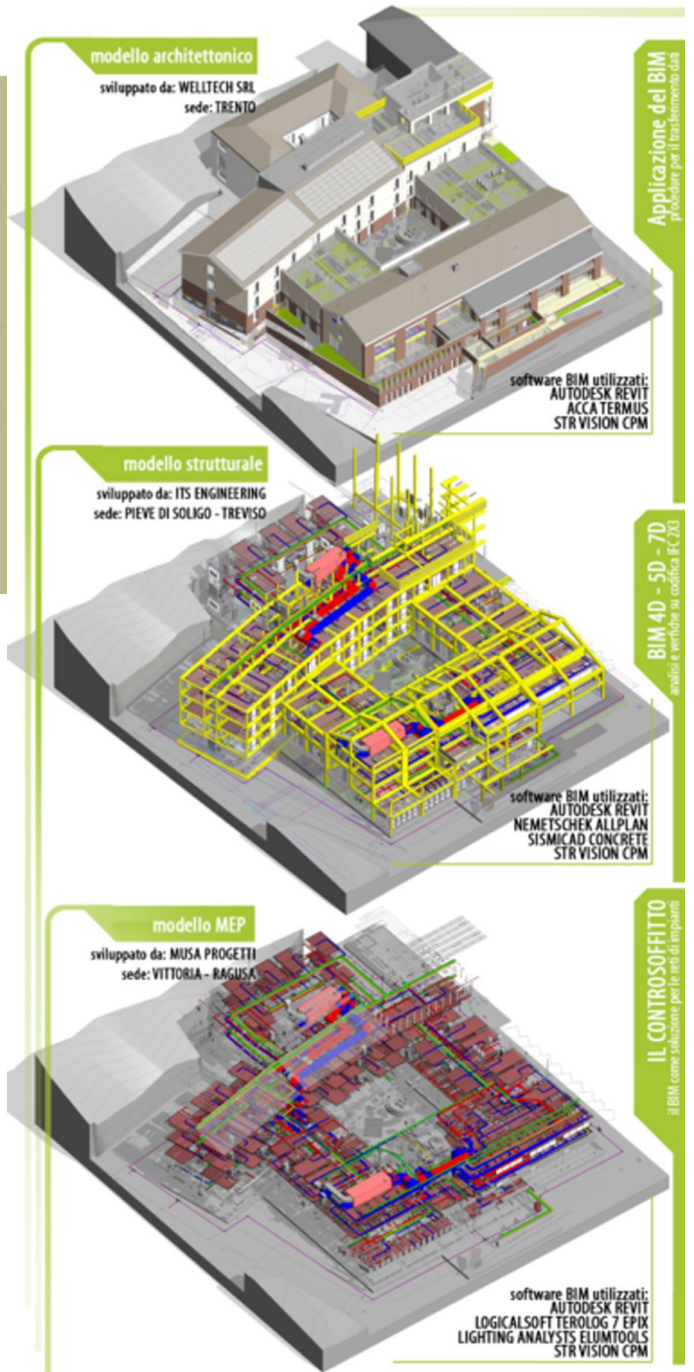 modello architettonico
sviluppato da: WELLTECH SRL
sede: TRENTO
Applicazione del BIM
procedure per il trasferimento dati
software BIM utilizzati:
AUTODESK REVIT
ACCA TERMUS
STR VISION CPM
modello strutturale
sviluppato da: ITS ENGINEERING
sede: PIEVE DI SOLIGO - TREVISO
BIM 4D - 5D - 7D
analisi e verifiche su codifica IFC 2X3
software BIM utilizzati:
AUTODESK REVIT
NEMETSCHEK ALLPLAN
SISMICAD CONCRETE
STR VISION CPM
modello MEP
sviluppato da: MUSA PROGETTI
sede: VITTORIA - RAGUSA
IL CONTROSOFFITTO
il BIM come soluzione per le reti di impianti
software BIM utilizzati:
AUTODESK REVIT
LOGICALSOFT TEROLOG 7 EPIX
LIGHTING ANALYSTS ELUMTOOLS
STR VISION CPM